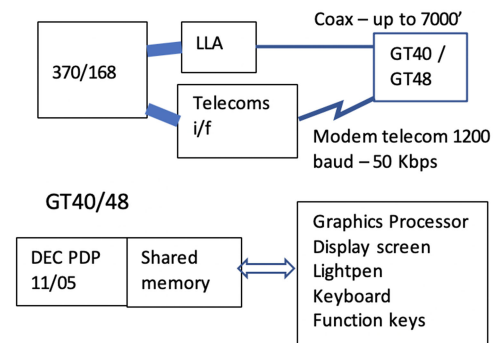 Coax – up to 7000’
LLA
370/168
GT40 /
GT48
Telecoms
i/f
Modem telecom 1200
baud – 50 Kbps
GT40/48
DEC PDP
11/05
Shared
memory
Graphics Processor
Display screen
Lightpen
Keyboard
Function keys